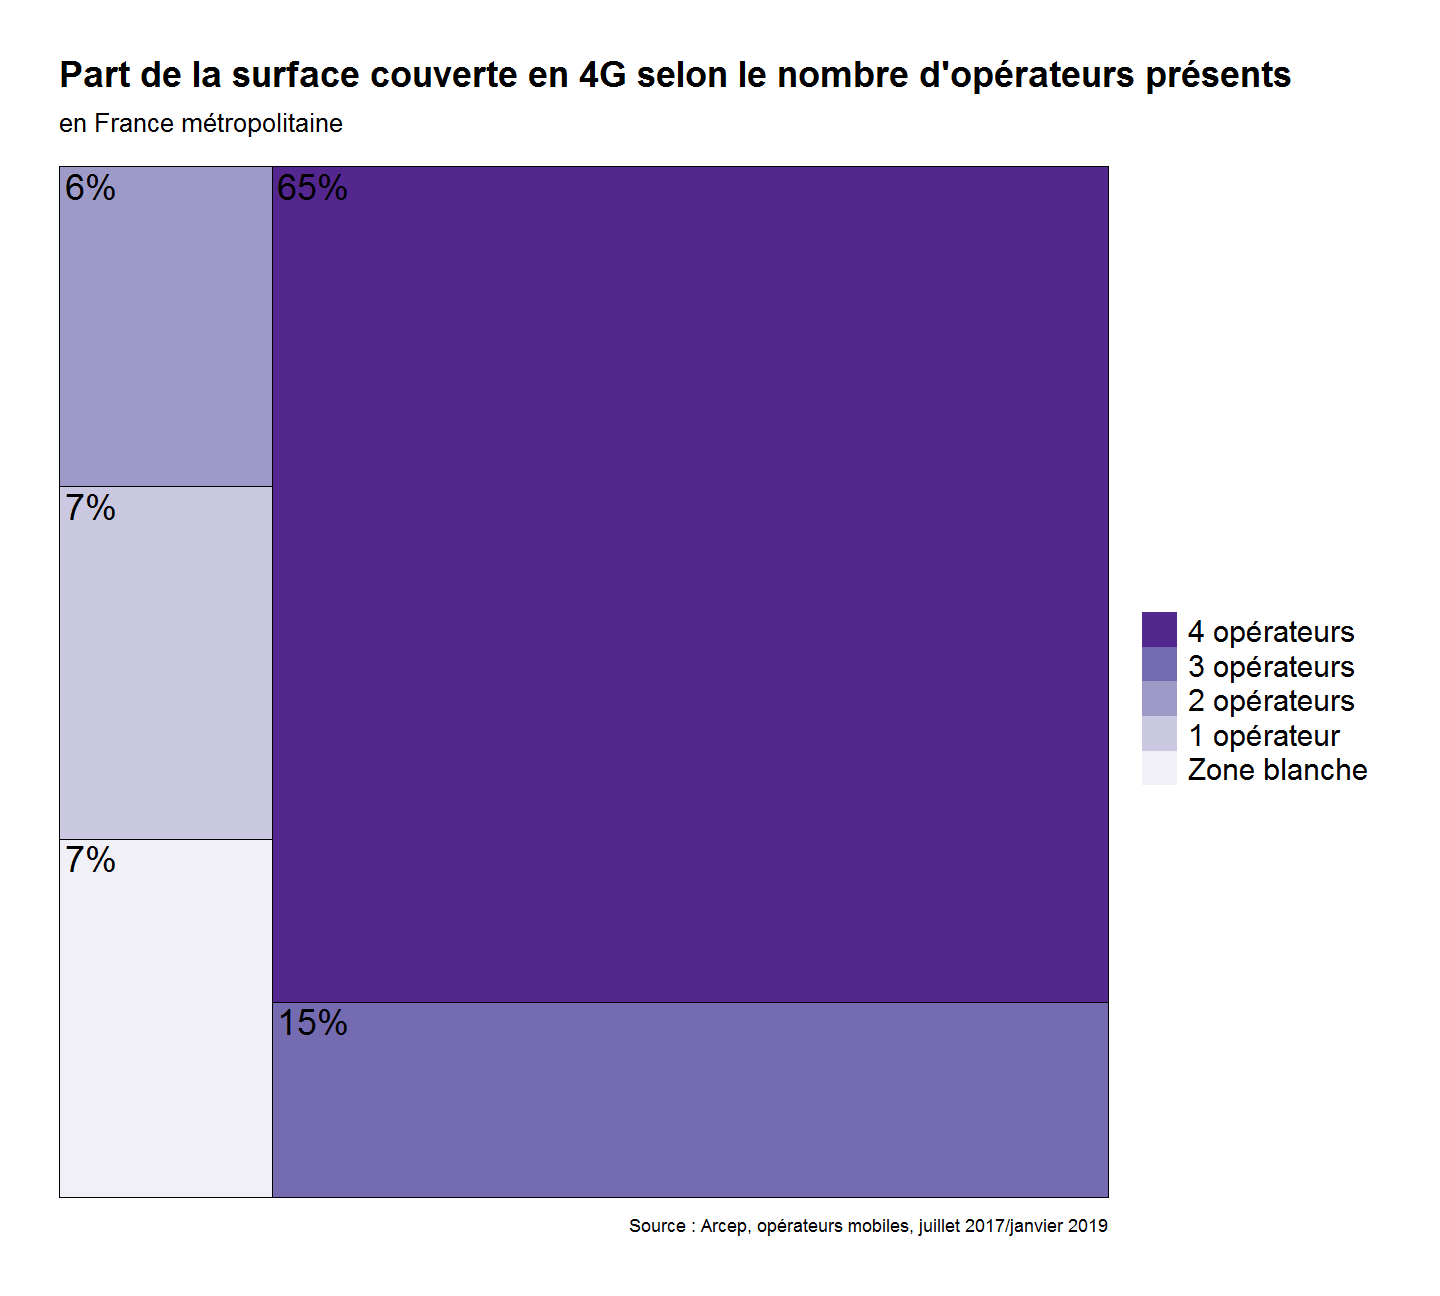 Part de la surface couverte en 4G selon le nombre d'opérateurs présents
en France métropolitaine
6%
65%
7%
7%
15%
4 opérateurs
3 opérateurs
2 opérateurs
1 opérateur
Zone blanche
Source : Arcep, opérateurs mobiles, juillet 2017/janvier 2019